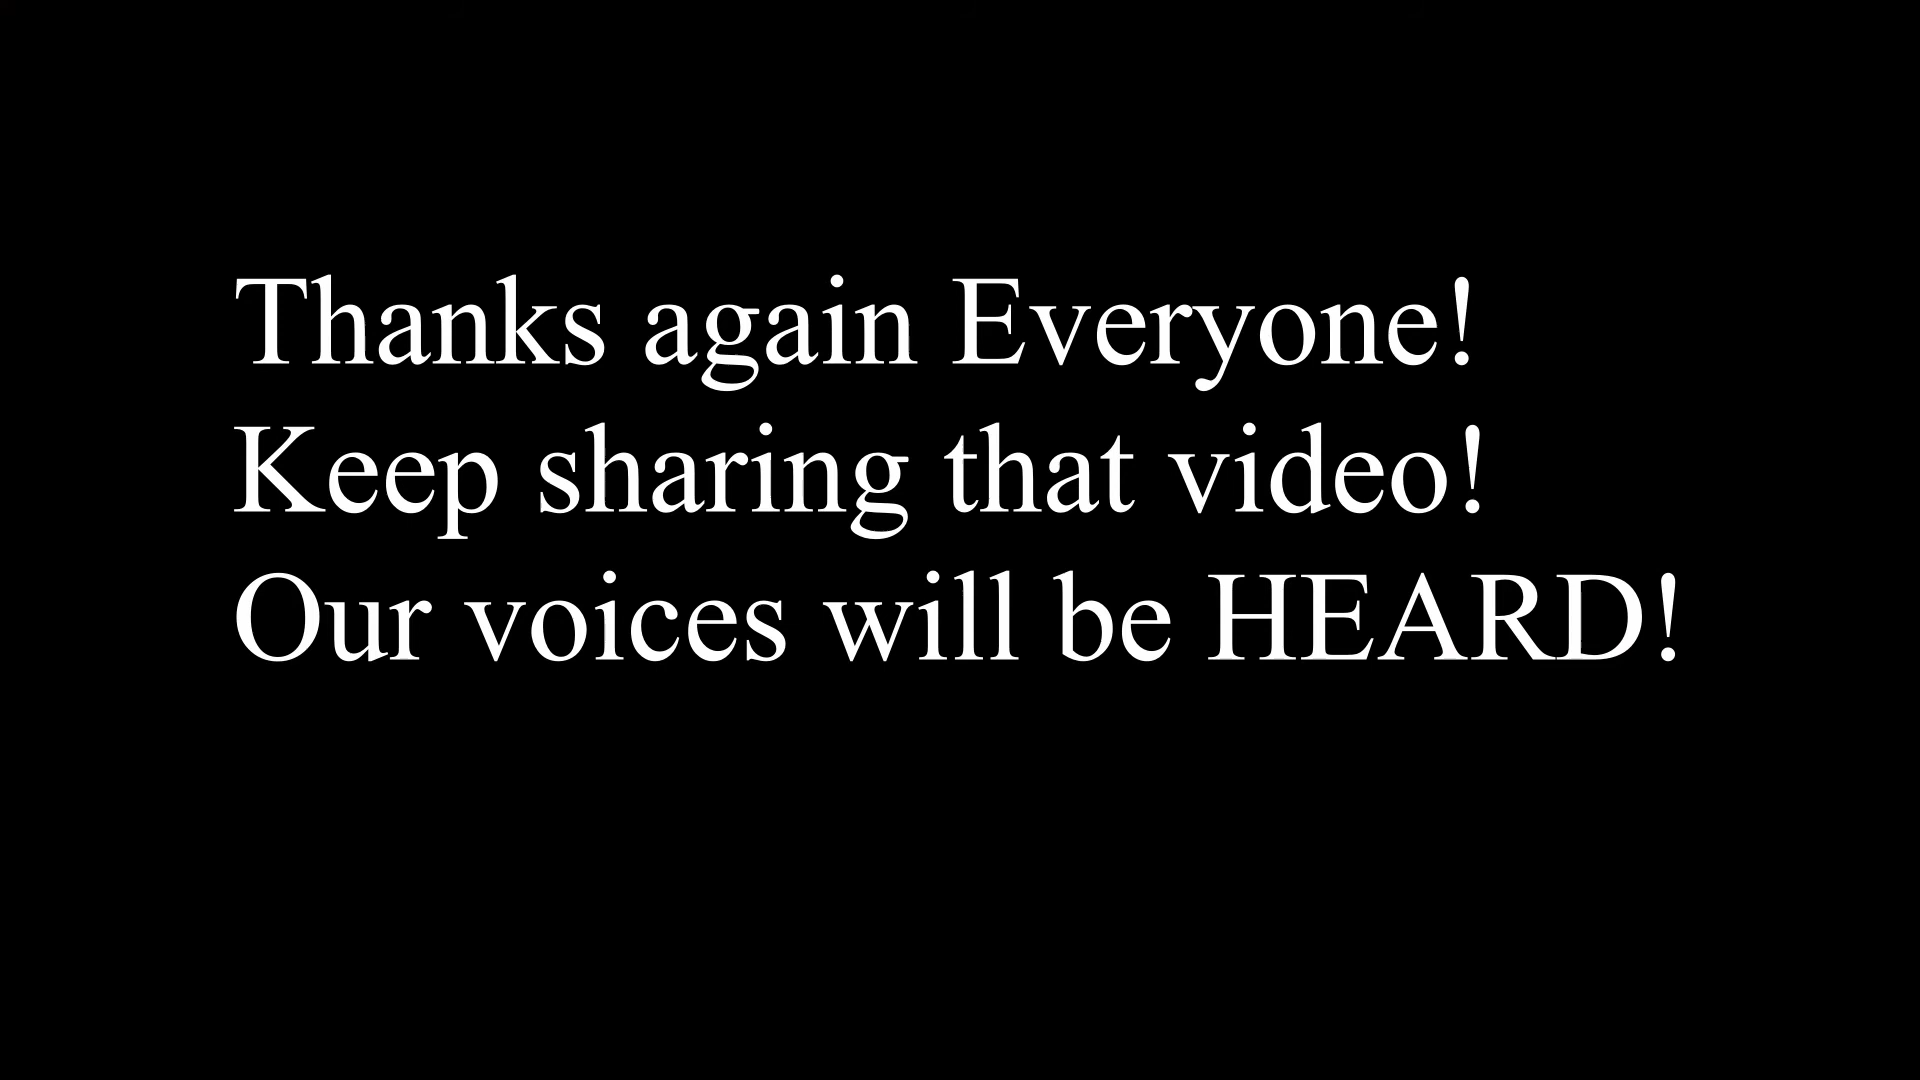 Thanks again Everyone!
Keep sharing that video!
Our voices will be HEARD!